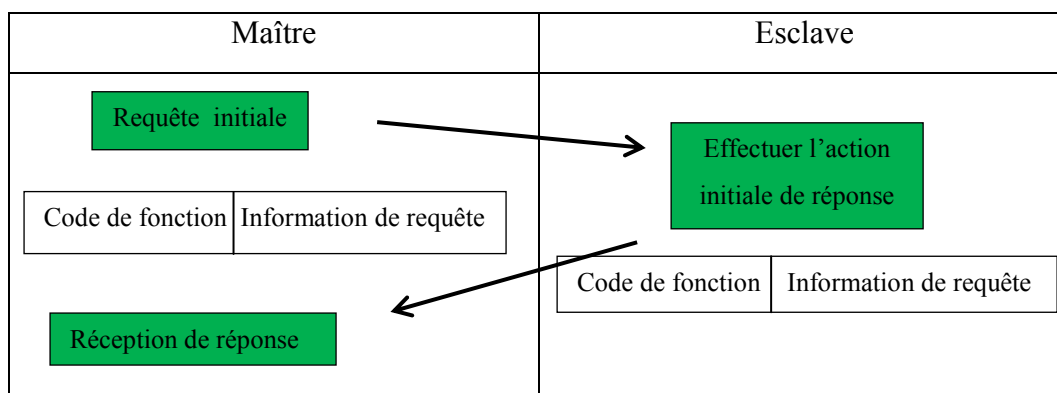 Maître
Esclave
Requête initiale
Effectuer l’action
initiale de réponse
Code de fonction
Information de requête
Code de fonction
Information de requête
Réception de réponse